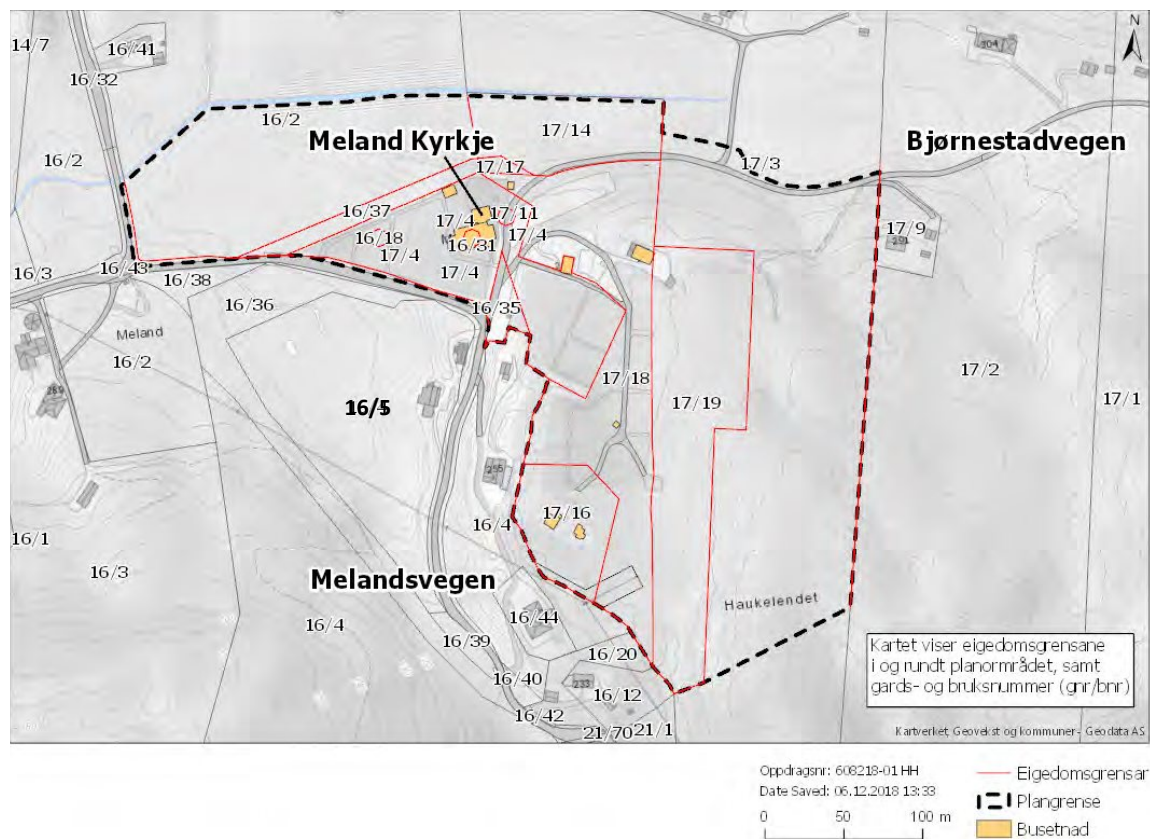 N
14/7
16/41
16/32
16/2
16/2
Meland Kyrkje
17/14
17/17
17/3
Bjørnestadvegen
16/37
17/4
17/11
16/18
16/31
17/4
17/4
17/4
17/9
16/3
16/43
16/38
16/36
16/35
Meland
16/2
17/18
17/19
17/2
17/1
255
17/16
16/4
16/1
16/3
Melandsvegen
Haukelendet
16/4
16/44
16/39
16/20
16/40
233
16/12
16/42
21/70
21/1
Kartet viser eigedomsgrensane
i og rundt planormrådet, samt
gards- og bruksnummer (gnr/bnr)
Kartverket, Geovekst og kommuner - Geodata AS
Oppdragsnr: 608218-01 HH
Date Saved: 06.12.2018 13:33
0 50 100 m
Eigedomsgrensar
Plangrense
Busetnad